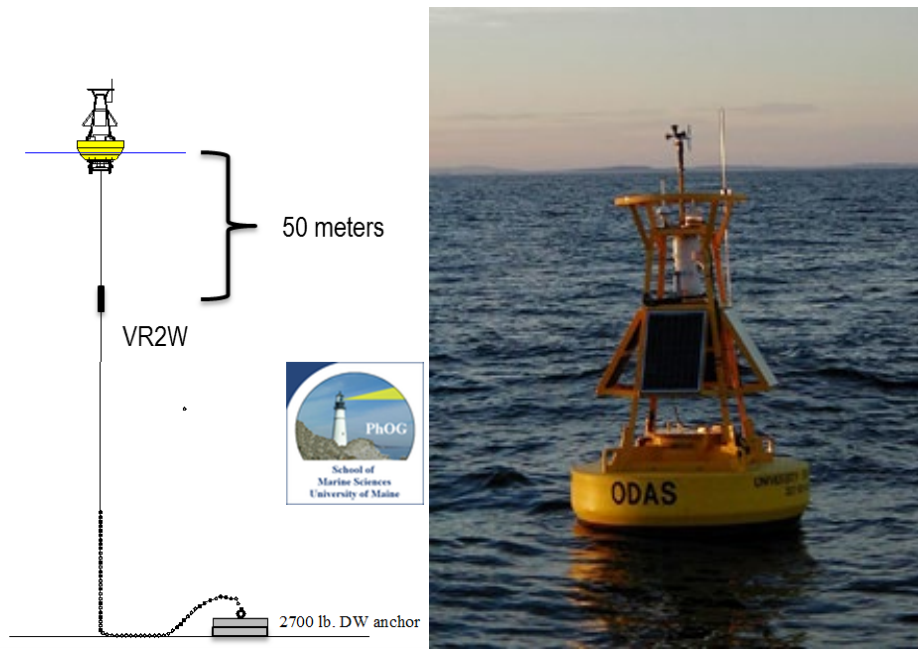 50 meters
VR2W
PhOG
School of
Marine Sciences
University of Maine
2700 lb. DW anchor
ODAS
UNIVERSITY